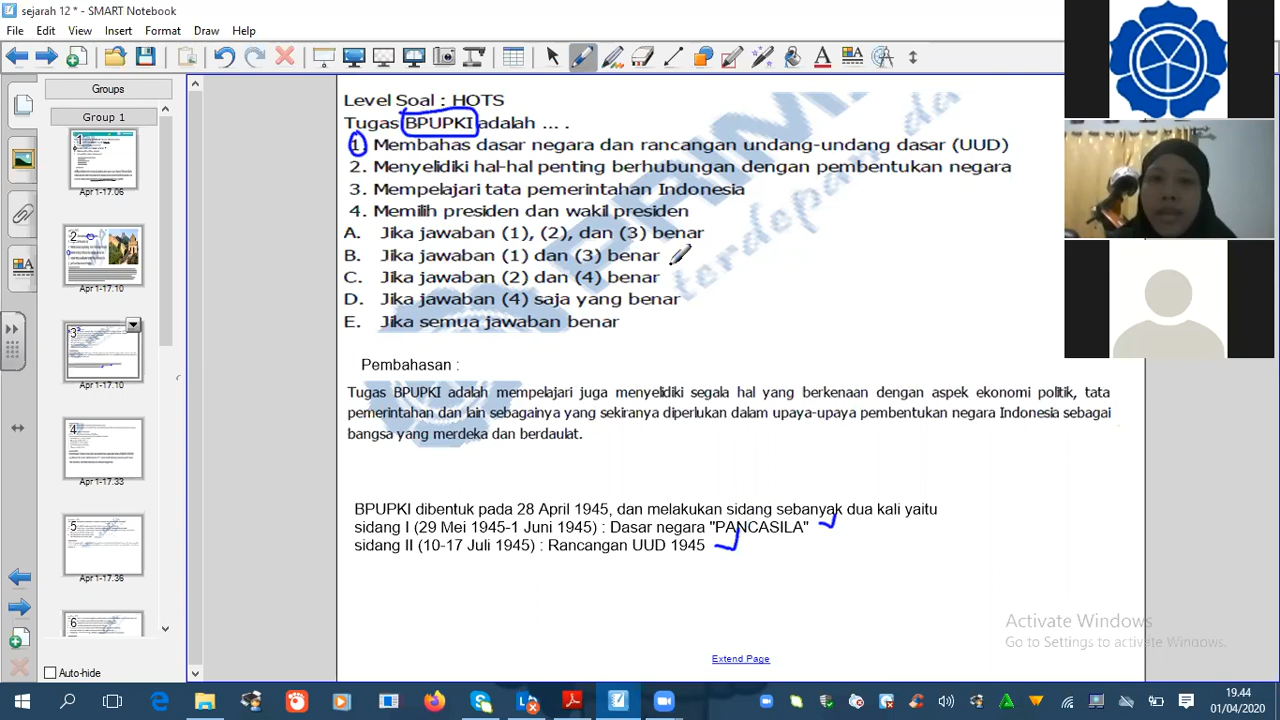 sejarah 12 * - SMART Notebook
File Edit View Insert Format Draw Help
Groups
Group 1
1
Apr 1-17.06
2
Apr 1-17.10
3
Apr 1-17.10
4
Apr 1-17.33
5
Apr 1-17.36
6
Auto-hide
Level Soal : HOTS
Tugas BPUPKI adalah ... .
1. Membahas dasar negara dan rancangan undang-undang dasar (UUD)
2. Menyelidiki hal-hal penting berhubungan dengan pembentukan negara
3. Mempelajari tata pemerintahan Indonesia
4. Memilih presiden dan wakil presiden
A. Jika jawaban (1), (2), dan (3) benar
B. Jika jawaban (1) dan (3) benar
C. Jika jawaban (2) dan (4) benar
D. Jika jawaban (4) saja yang benar
E. Jika semua jawaban benar
terdepan
da
Pembahasan :
Tugas BPUPKI adalah mempelajari juga menyelidiki segala hal yang berkenaan dengan aspek ekonomi politik, tata
pemerintahan dan lain sebagainya yang sekiranya diperlukan dalam upaya-upaya pembentukan negara Indonesia sebagai
bangsa yang merdeka dan berdaulat.
BPUPKI dibentuk pada 28 April 1945, dan melakukan sidang sebanyak dua kali yaitu
sidang I (29 Mei 1945-1 Juni 1945) : Dasar negara "PANCASILA"
sidang II (10-17 Juli 1945) : Rancangan UUD 1945
Extend Page
Activate Windows
Go to Settings to activate Windows.
19.44
01/04/2020